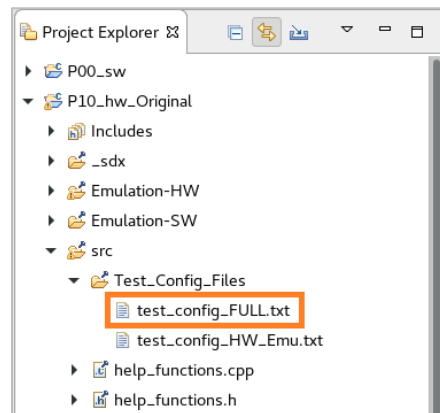 Project Explorer
P00_sw
P10_hw_Original
Includes
_sdx
Emulation-HW
Emulation-SW
src
Test_Config_Files
test_config_FULL.txt
test_config_HW_Emu.txt
help_functions.cpp
help_functions.h